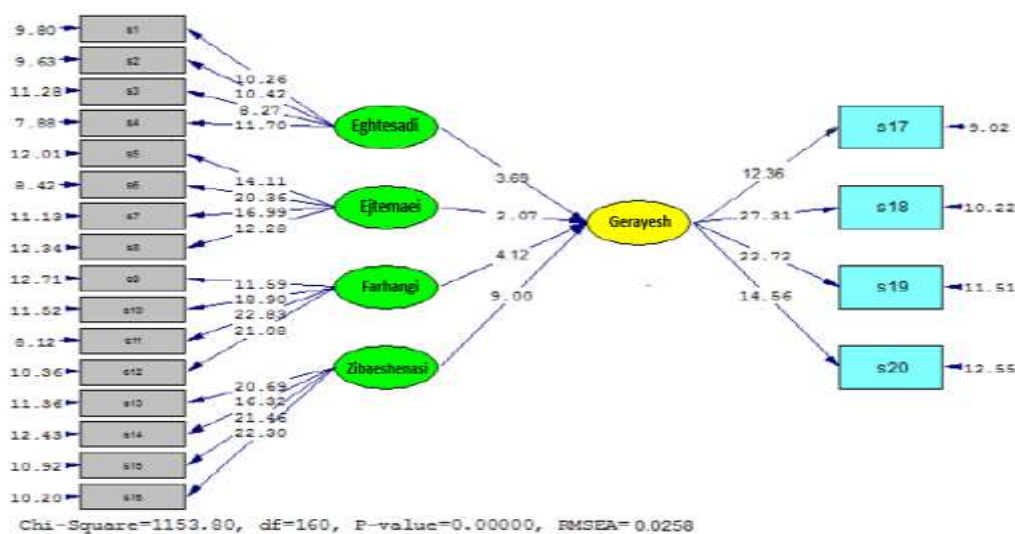 9.80 s1
9.63 s2
11.28 s3
7.88 s4
12.01 s5
8.42 s6
11.13 s7
12.34 s8
12.71 s9
11.52 s10
8.12 s11
10.36 s12
11.36 s13
12.43 s14
10.92 s15
10.20 s16
10.26
10.42
8.27
11.70
14.11
20.36
16.99
12.28
11.59
18.90
22.83
21.08
20.69
16.32
21.46
22.30
Eghtesadi
Ejtemaei
Farhangi
Zibaeshenasi
3.69
2.07
4.12
9.00
Gerayesh
12.36
27.31
22.72
14.56
s17 9.02
s18 10.22
s19 11.51
s20 12.55
Chi-Square=1153.80, df=160, P-value=0.00000, RMSEA=0.0258